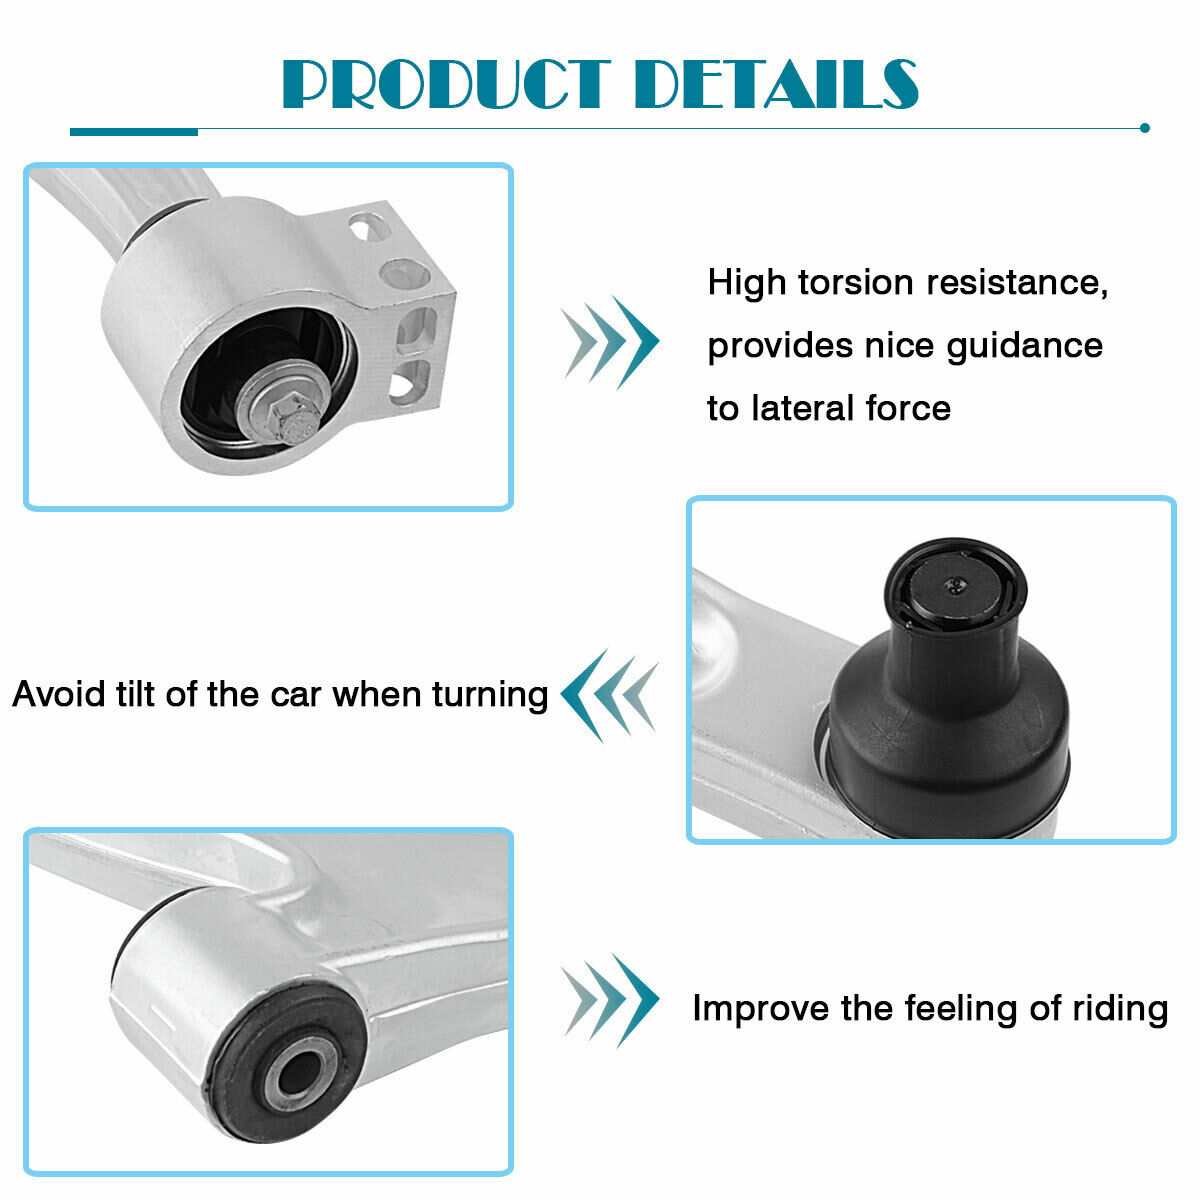 PRODUCT DETAILS
High torsion resistance,
provides nice guidance
to lateral force
Avoid tilt of the car when turning
Improve the feeling of riding